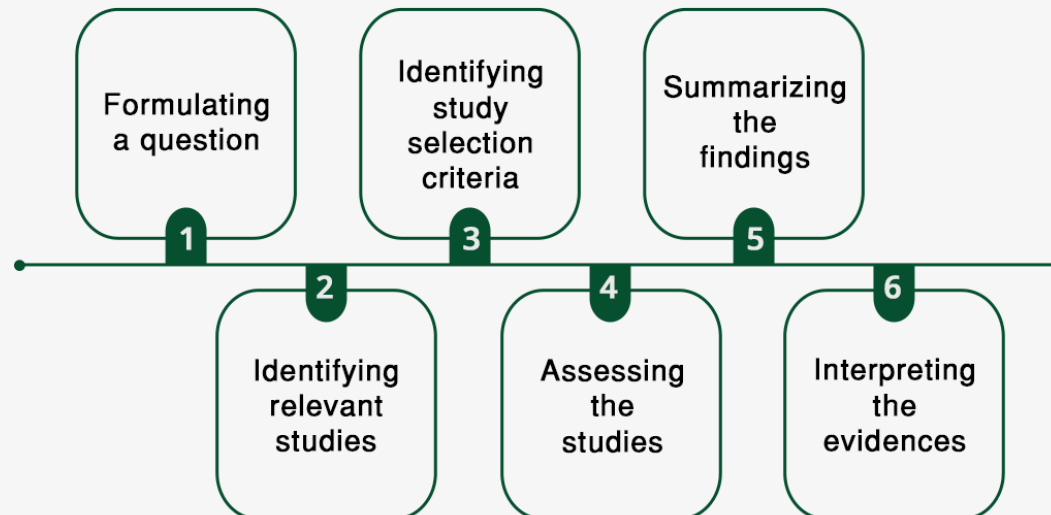 Formulating
a question
1
2
Identifying
relevant
studies
Identifying
study
selection
criteria
3
4
Assessing
the
studies
Summarizing
the
findings
5
6
Interpreting
the
evidences